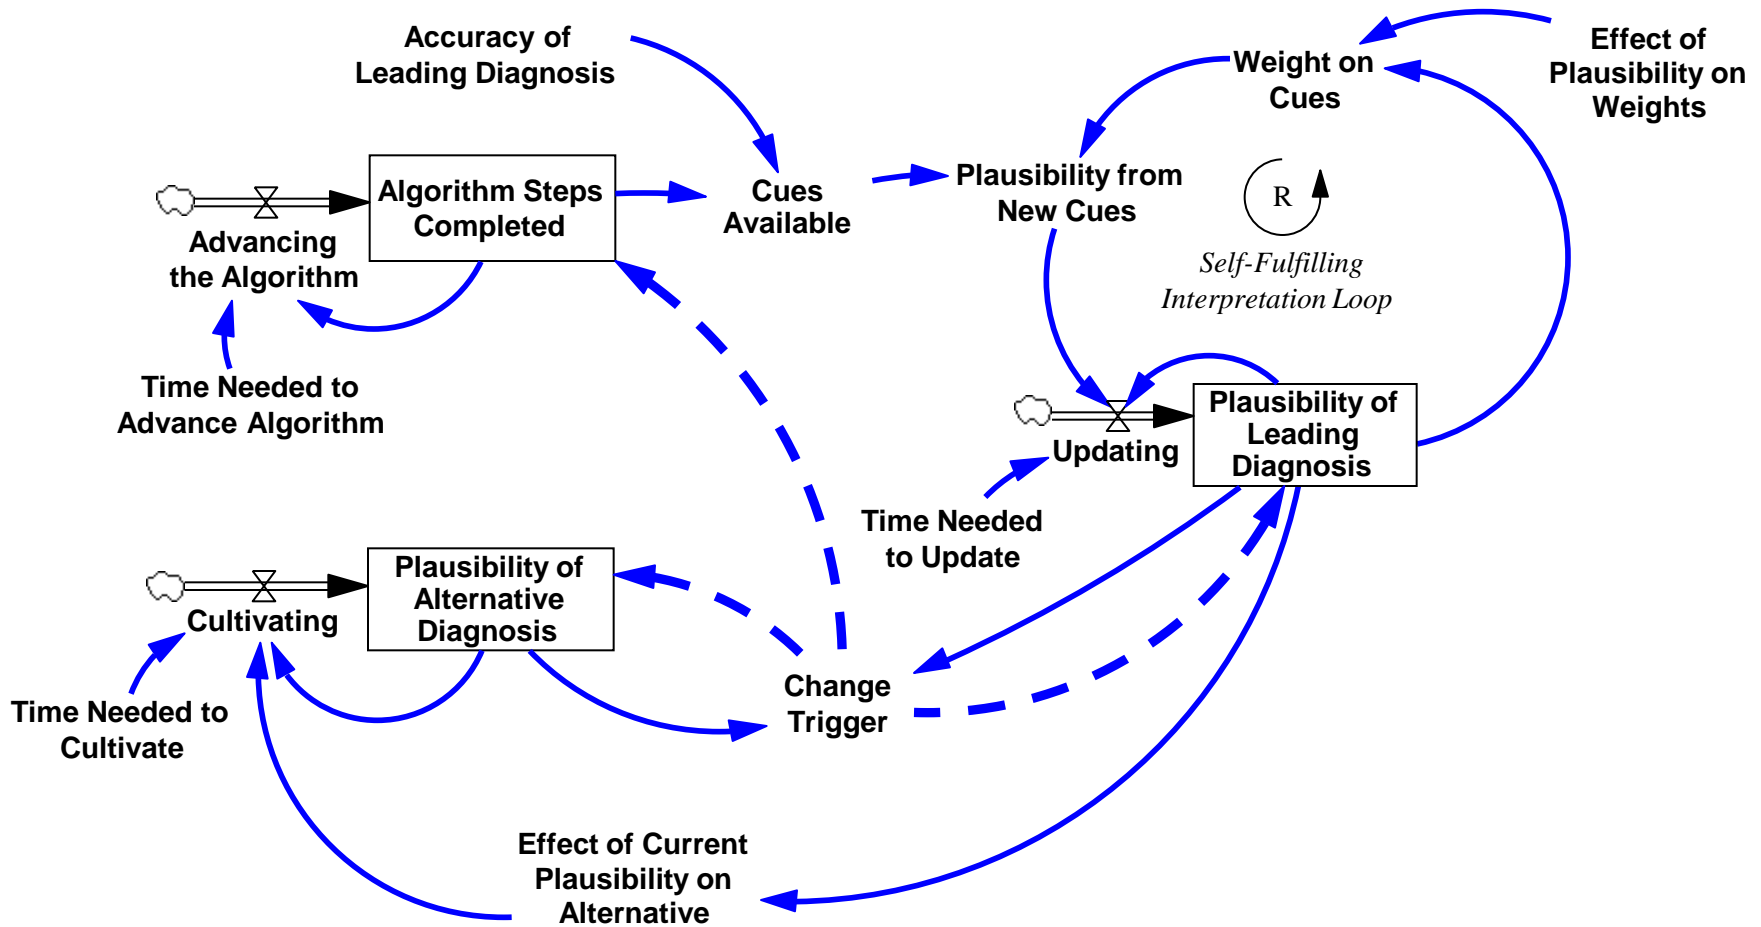 Accuracy of
Leading Diagnosis
Effect of
Plausibility on
Weights
Weight on
Cues
Algorithm Steps
Completed
Cues
Available
Plausibility from
New Cues
R
Self-Fulfilling
Interpretation Loop
Advancing
the Algorithm
Time Needed to
Advance Algorithm
Plausibility of
Leading
Diagnosis
Updating
Time Needed
to Update
Plausibility of
Alternative
Diagnosis
Cultivating
Time Needed to
Cultivate
Change
Trigger
Effect of Current
Plausibility on
Alternative